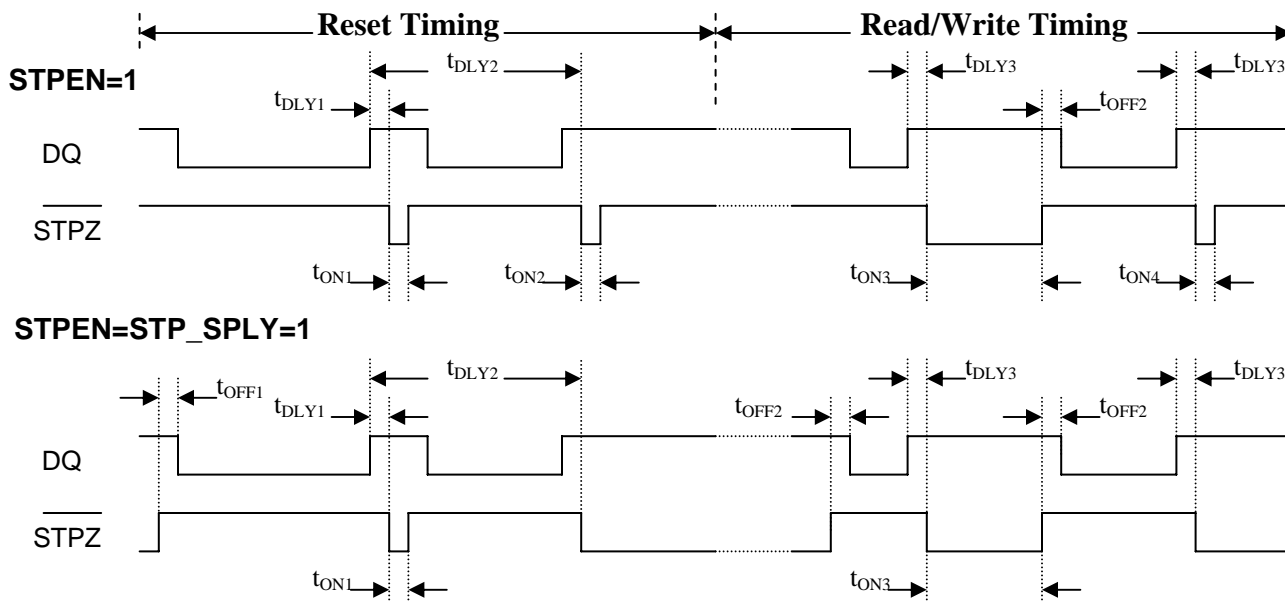 Reset Timing Read/Write Timing
STPEN=1
tDLY2 tDLY3 tDLY3
tDLY1 tOFF2
DQ
STPZ
tON1 tON2 tON3 tON4
STPEN=STP_SPLY=1
tDLY2 tDLY3 tDLY3
tOFF1 tDLY1 tOFF2 tOFF2
DQ
STPZ
tON1 tON3